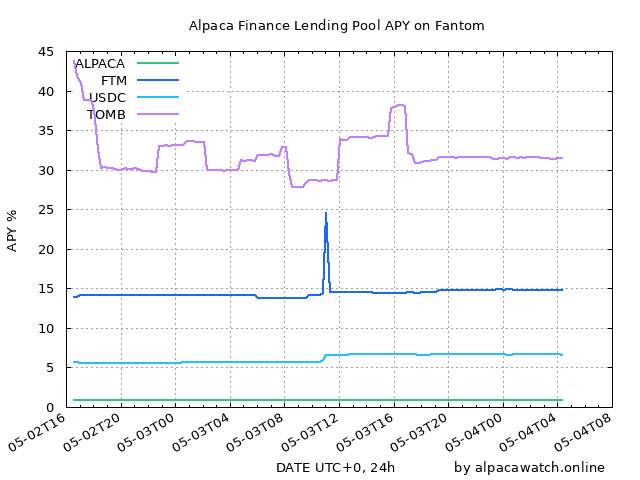 Alpaca Finance Lending Pool APY on Fantom
45
40
35
30
25
20
15
10
5
0
APY %
ALPACA
FTM
USDC
TOMB
05-02T16
05-02T20
05-03T00
05-03T04
05-03T08
05-03T12
05-03T16
05-03T20
05-04T00
05-04T04
05-04T08
DATE UTC+0, 24h
by alpacawatch.online